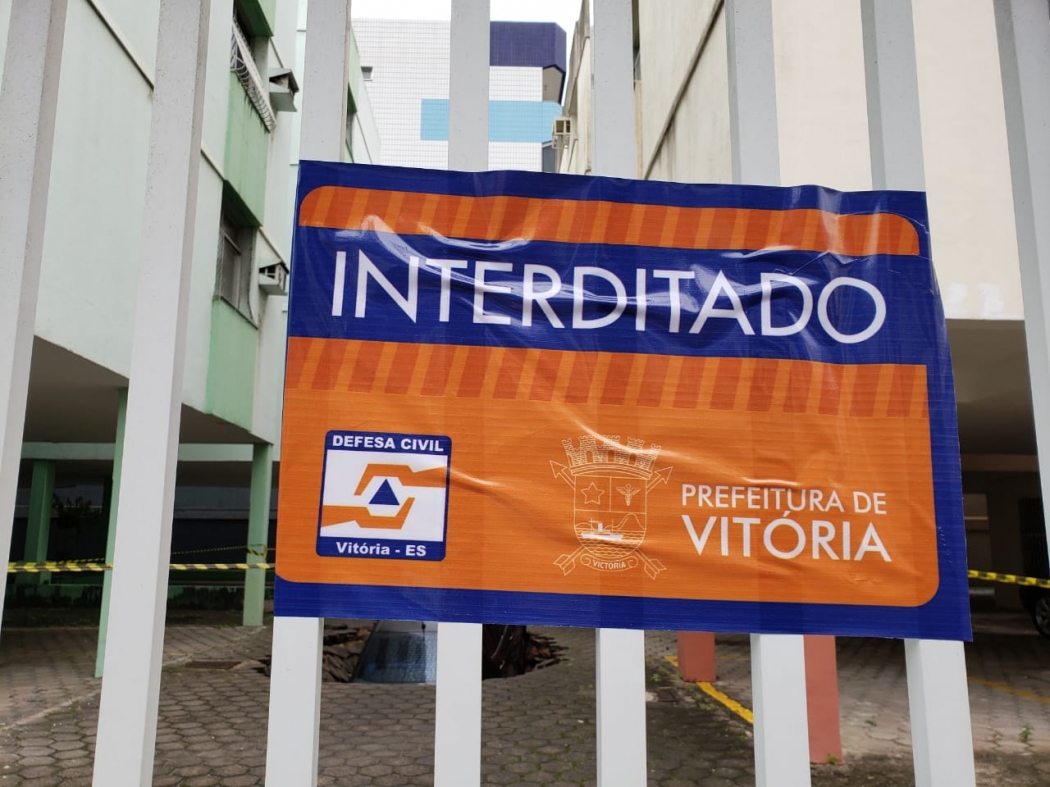 INTERDITADO
DEFESA CIVIL
Vitória - ES
VICTORIA
PREFEITURA DE
VITÓRIA